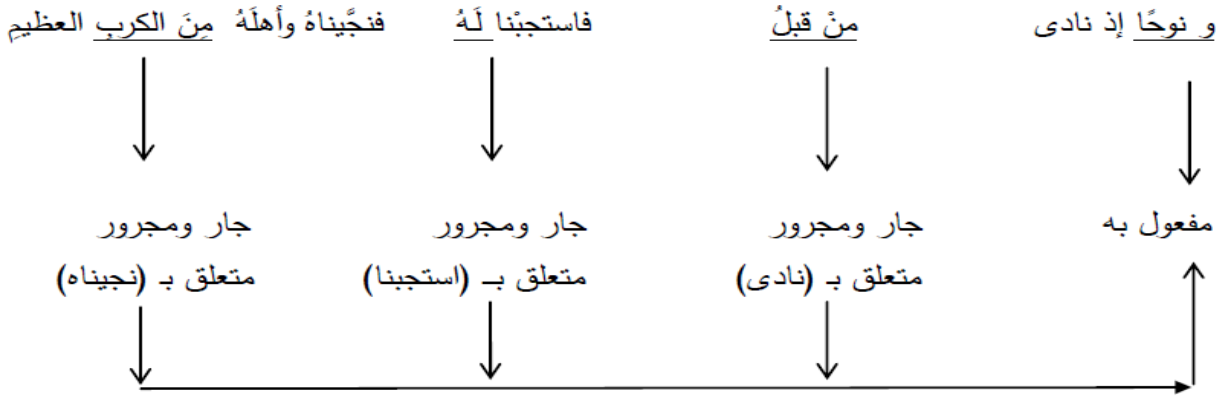 و نوحًا إذ نادى منْ قبلُ فاستجبْنا لَهُ فنجَّيناهُ وأهلَهُ مِنَ الكربِ العظيمِ
مفعول به جار ومجرور جار ومجرور جار ومجرور
متعلق بـ (نادى) متعلق بـ (استجبنا) متعلق بـ (نجيناه)